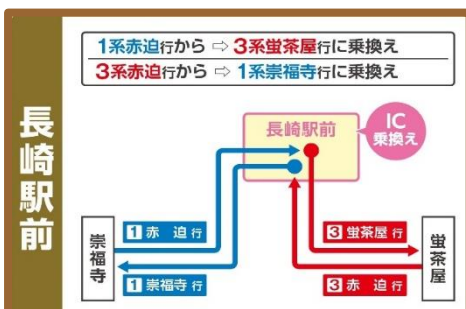 長崎駅前
1系赤迫行から ⇨ 3系蛍茶屋行に乗換え
3系赤迫行から ⇨ 1系崇福寺行に乗換え
長崎駅前
IC
乗換え
崇福寺
1 赤 迫 行
1 崇福寺 行
3 蛍茶屋 行
3 赤 迫 行
蛍茶屋